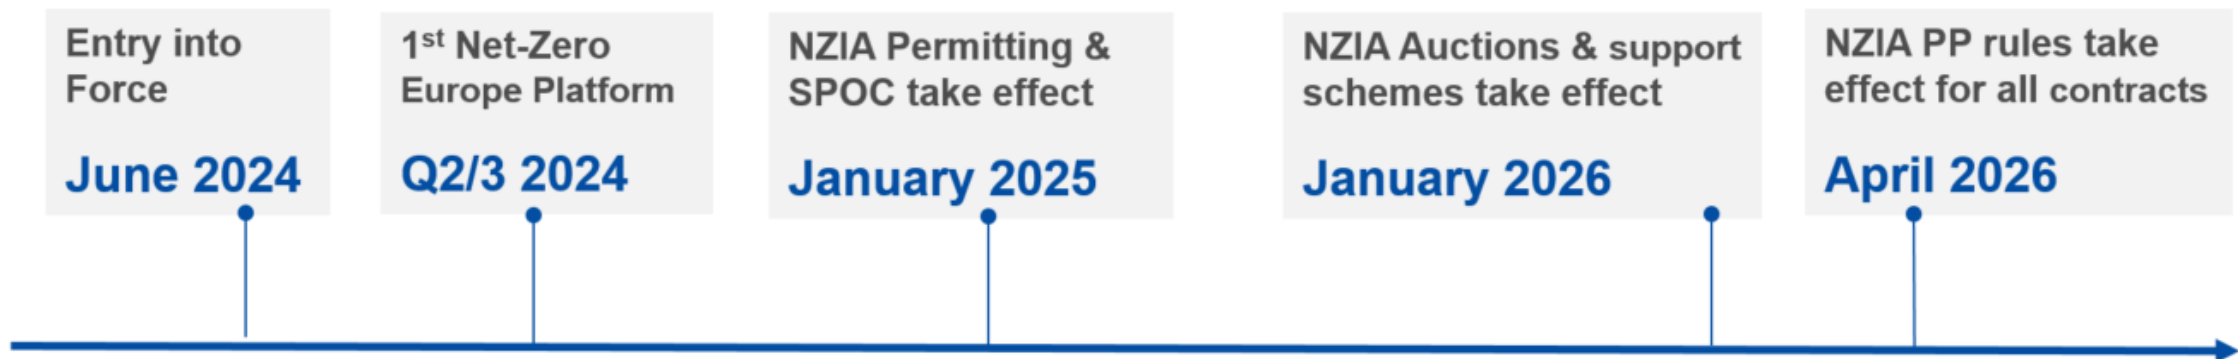 Entry into
Force
June 2024
1st Net-Zero
Europe Platform
Q2/3 2024
NZIA Permitting &
SPOC take effect
January 2025
NZIA Auctions & support
schemes take effect
January 2026
NZIA PP rules take
effect for all contracts
April 2026